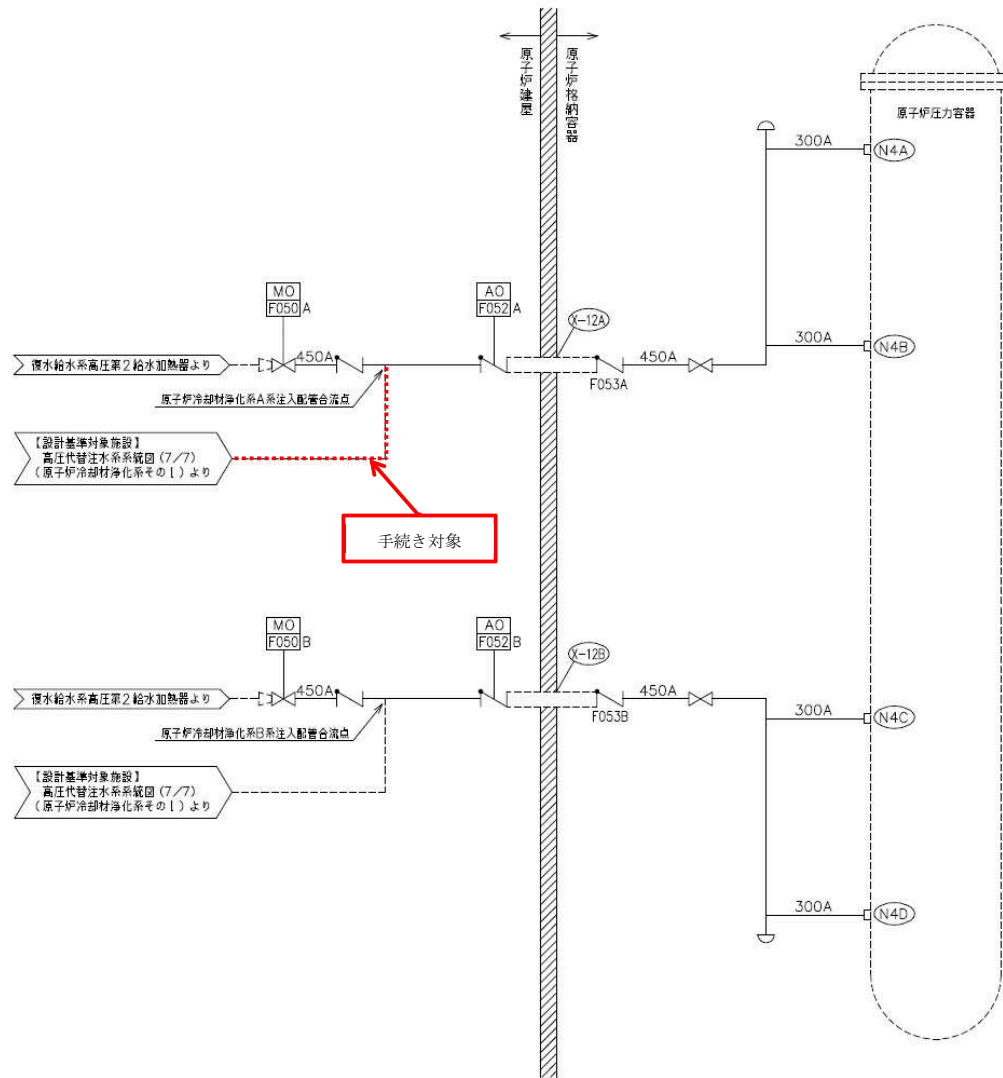 原子炉建屋
原子炉格納容器
原子炉圧力容器
300A
N4A
MO
F050 A
AO
F052 A
X-12A
300A
N4B
復水給水系高圧第2給水加熱器より
450A
F053A
450A
原子炉冷却材浄化系A系注入配管合流点
【設計基準対象施設】
高圧代替注水系系統図(7/7)
(原子炉冷却材浄化系その1)より
手続き対象
MO
F050 B
AO
F052 B
X-12B
復水給水系高圧第2給水加熱器より
450A
F053B
450A
300A
N4C
原子炉冷却材浄化系B系注入配管合流点
【設計基準対象施設】
高圧代替注水系系統図(7/7)
(原子炉冷却材浄化系その1)より
300A
N4D